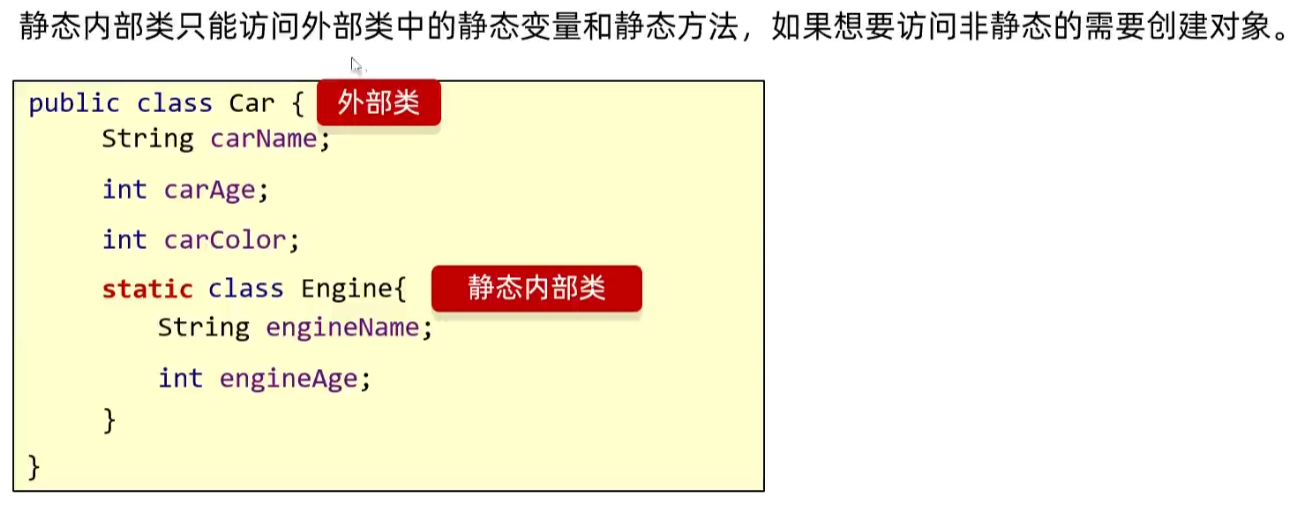 静态内部类只能访问外部类中的静态变量和静态方法，如果想要访问非静态的需要创建对象。
public class Car { 外部类
String carName;
int carAge;
int carColor;
static class Engine{ 静态内部类
String engineName;
int engineAge;
}
}